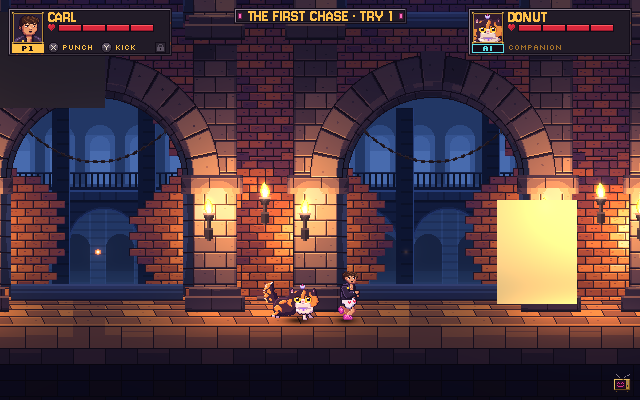 CARL
THE FIRST CHASE · TRY 1
DONUT
P1
X PUNCH Y KICK
AI
COMPANION